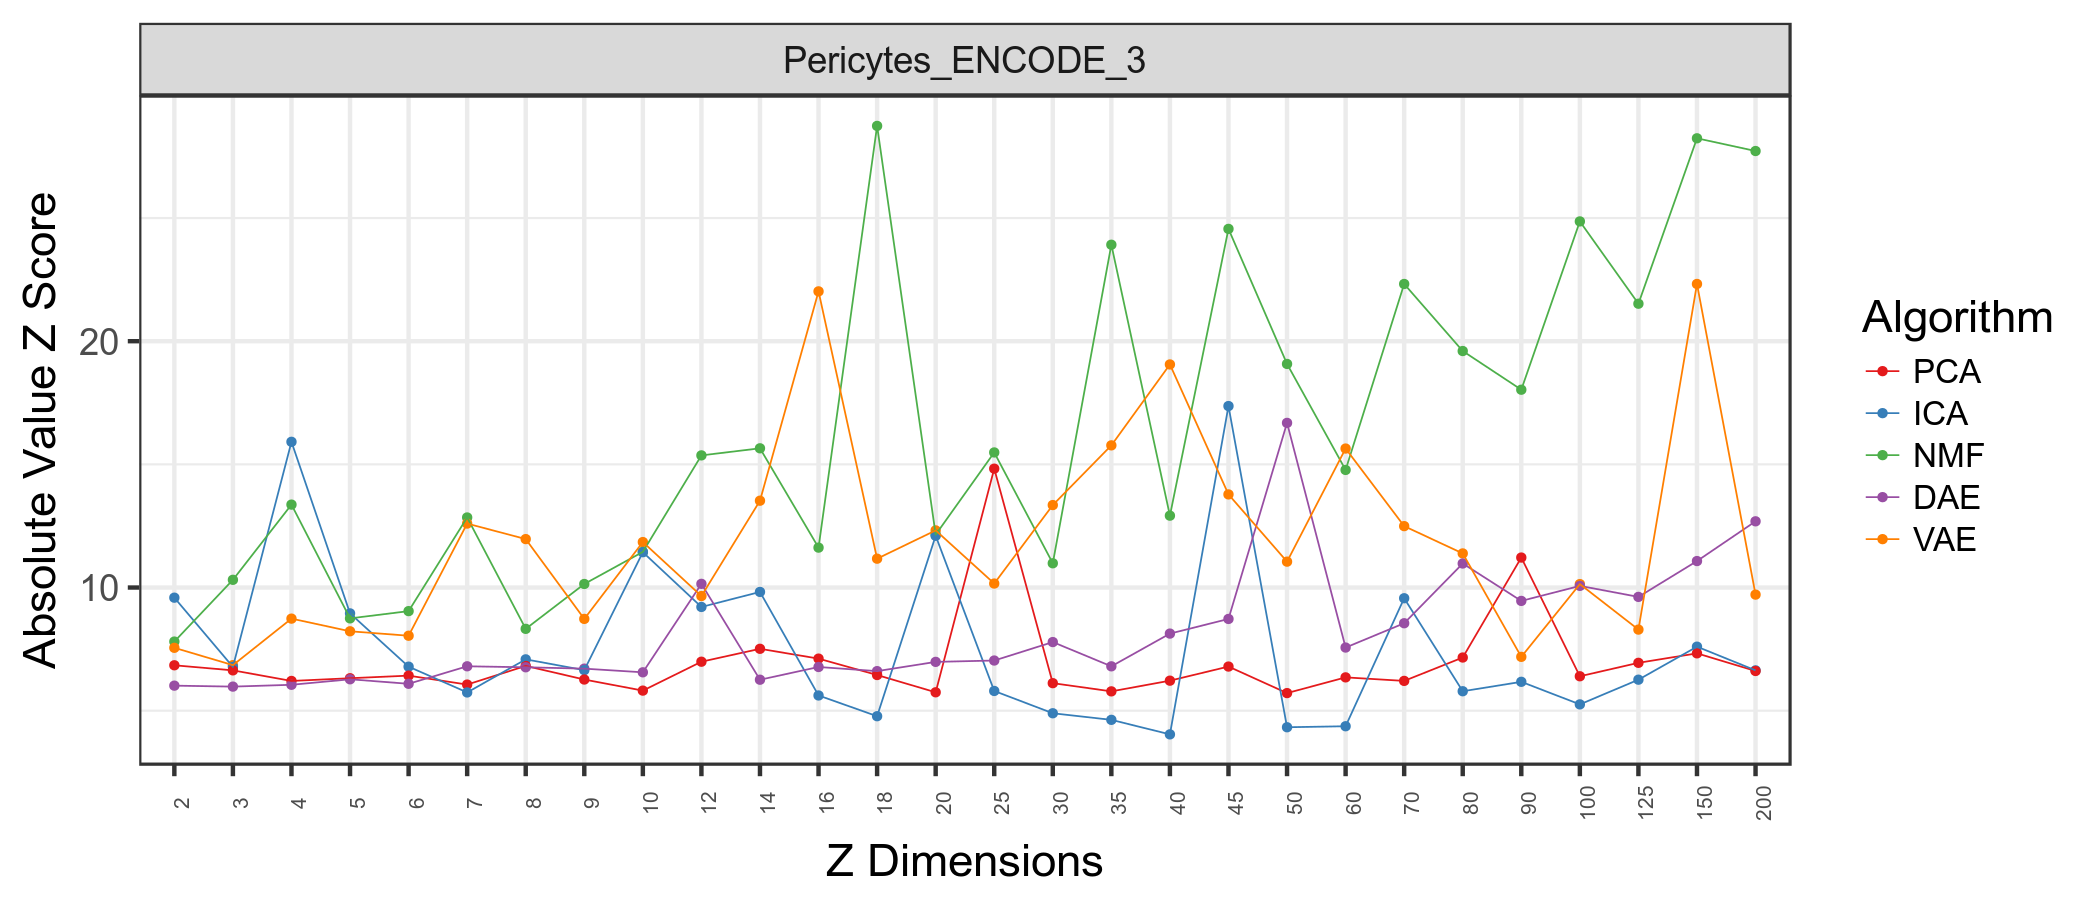 Pericytes_ENCODE_3
Absolute Value Z Score
20
10
2 3 4 5 6 7 8 9 10 12 14 16 18 20 25 30 35 40 45 50 60 70 80 90 100 125 150 200
Z Dimensions
Algorithm
PCA
ICA
NMF
DAE
VAE